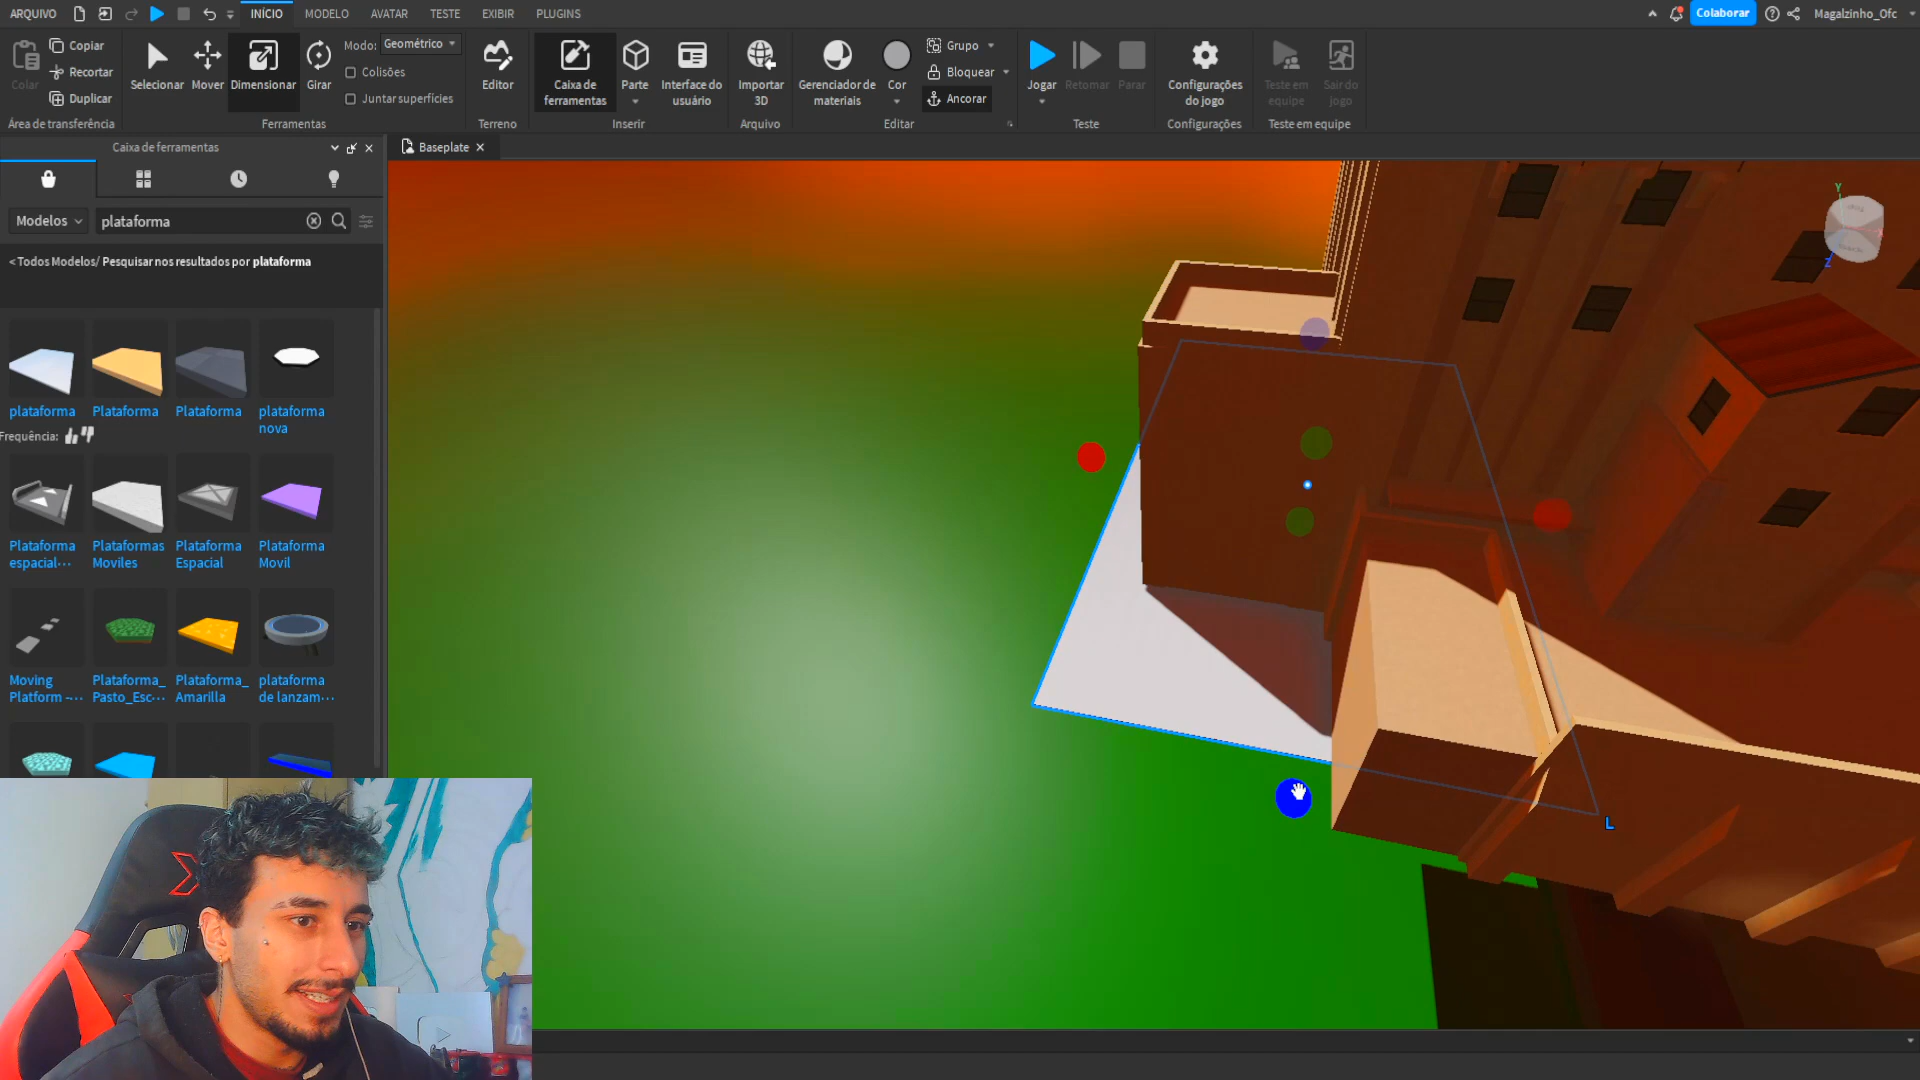 ARQUIVO
INÍCIO
MODELO
AVATAR
TESTE
EXIBIR
PLUGINS
Colaborar
Magalzinho_Ofc
Colar
Copiar
Recortar
Duplicar
Área de transferência
Selecionar
Mover
Dimensionar
Girar
Modo: Geométrico
Colisões
Juntar superfícies
Ferramentas
Editor
Terreno
Caixa de
ferramentas
Parte
Interface do
usuário
Inserir
Importar
3D
Arquivo
Gerenciador de
materiais
Cor
Grupo
Bloquear
Ancorar
Editar
Jogar
Retomar
Parar
Teste
Configurações
do jogo
Configurações
Teste em
equipe
Sair do
jogo
Teste em equipe
Caixa de ferramentas
Baseplate
Modelos
plataforma
< Todos Modelos/ Pesquisar nos resultados por plataforma
plataforma
Plataforma
Plataforma
plataforma
nova
Frequência:
Plataforma
espacial...
Plataformas
Moviles
Plataforma
Espacial
Plataforma
Movil
Moving
Platform -...
Plataforma_
Pasto_Esc...
Plataforma_
Amarilla
plataforma
de lanzam...
Y
Z
L